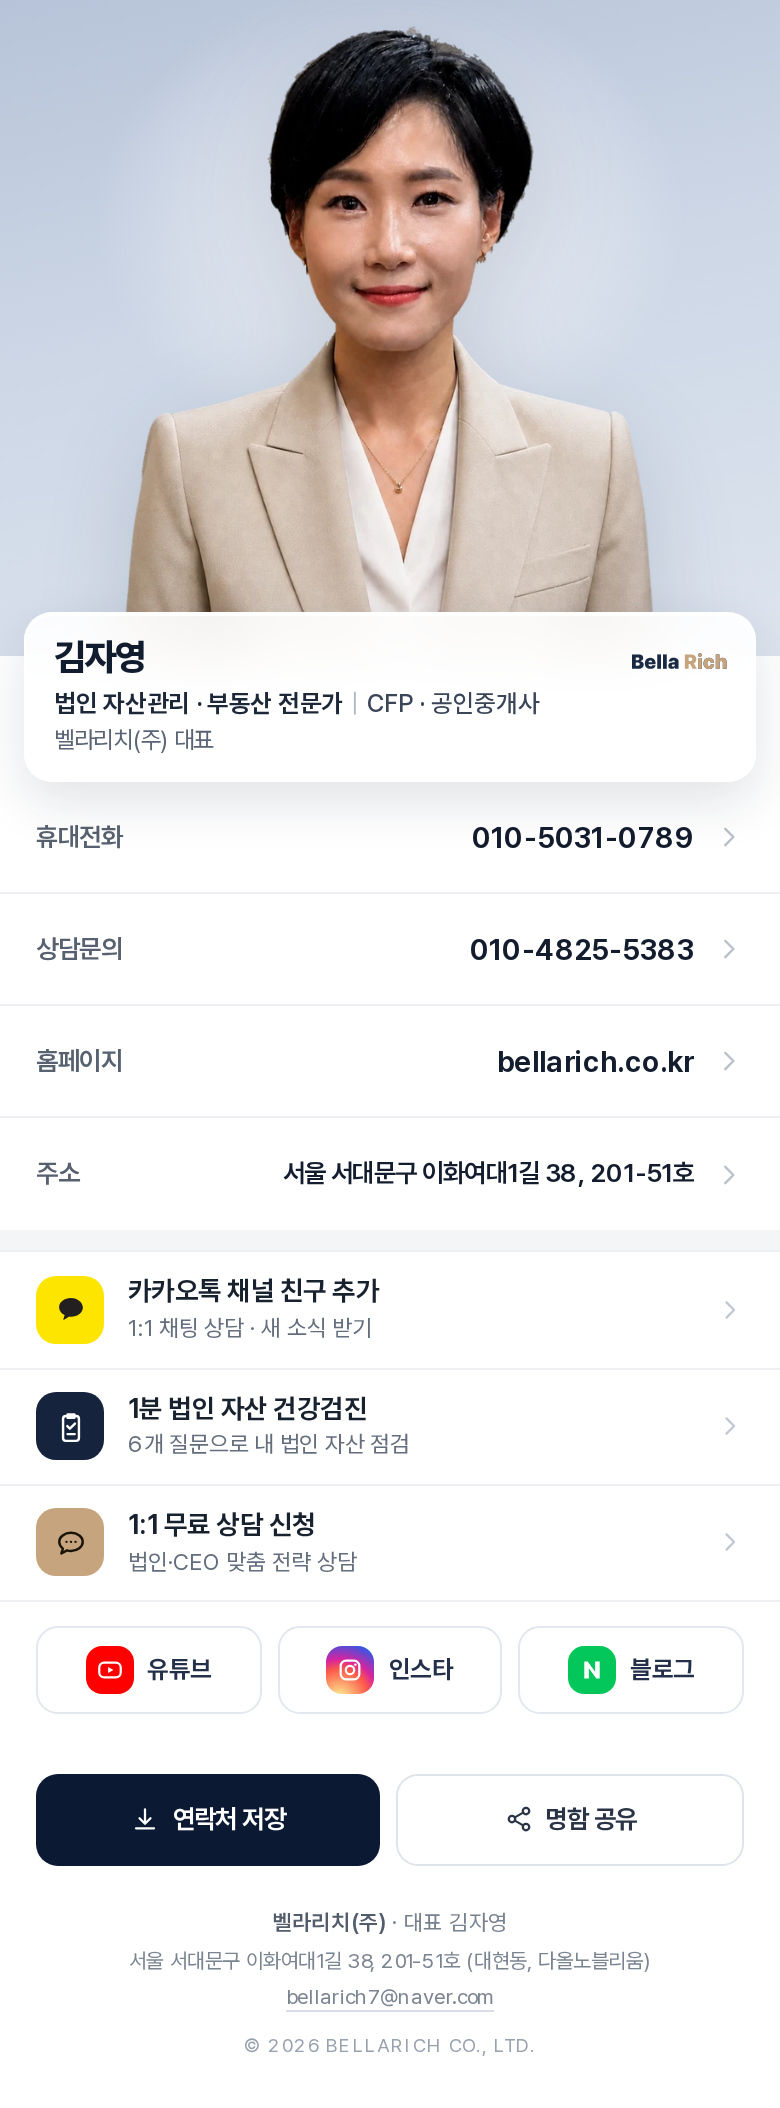 김자영
Bella Rich
법인 자산관리 · 부동산 전문가 | CFP · 공인중개사
벨라리치(주) 대표
휴대전화 010-5031-0789
상담문의 010-4825-5383
홈페이지 bellarich.co.kr
주소 서울 서대문구 이화여대1길 38, 201-51호
카카오톡 채널 친구 추가
1:1 채팅 상담 · 새 소식 받기
1분 법인 자산 건강검진
6개 질문으로 내 법인 자산 점검
1:1 무료 상담 신청
법인·CEO 맞춤 전략 상담
유튜브 인스타 N 블로그
연락처 저장 명함 공유
벨라리치(주) · 대표 김자영
서울 서대문구 이화여대1길 38, 201-51호 (대현동, 다올노블리움)
bellarich7@naver.com
© 2026 BELLARICH CO., LTD.